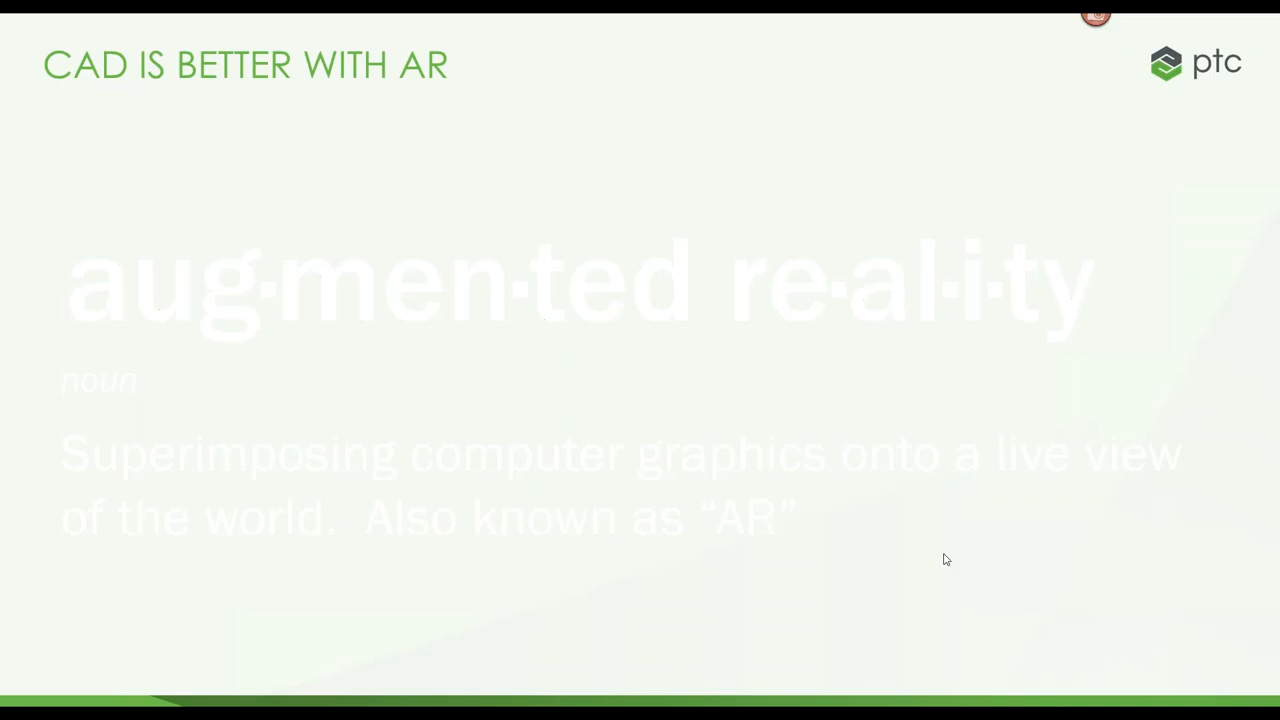 CAD IS BETTER WITH AR
ptc
aug·men·ted re·al·i·ty
noun
Superimposing computer graphics onto a live view
of the world. Also known as “AR”